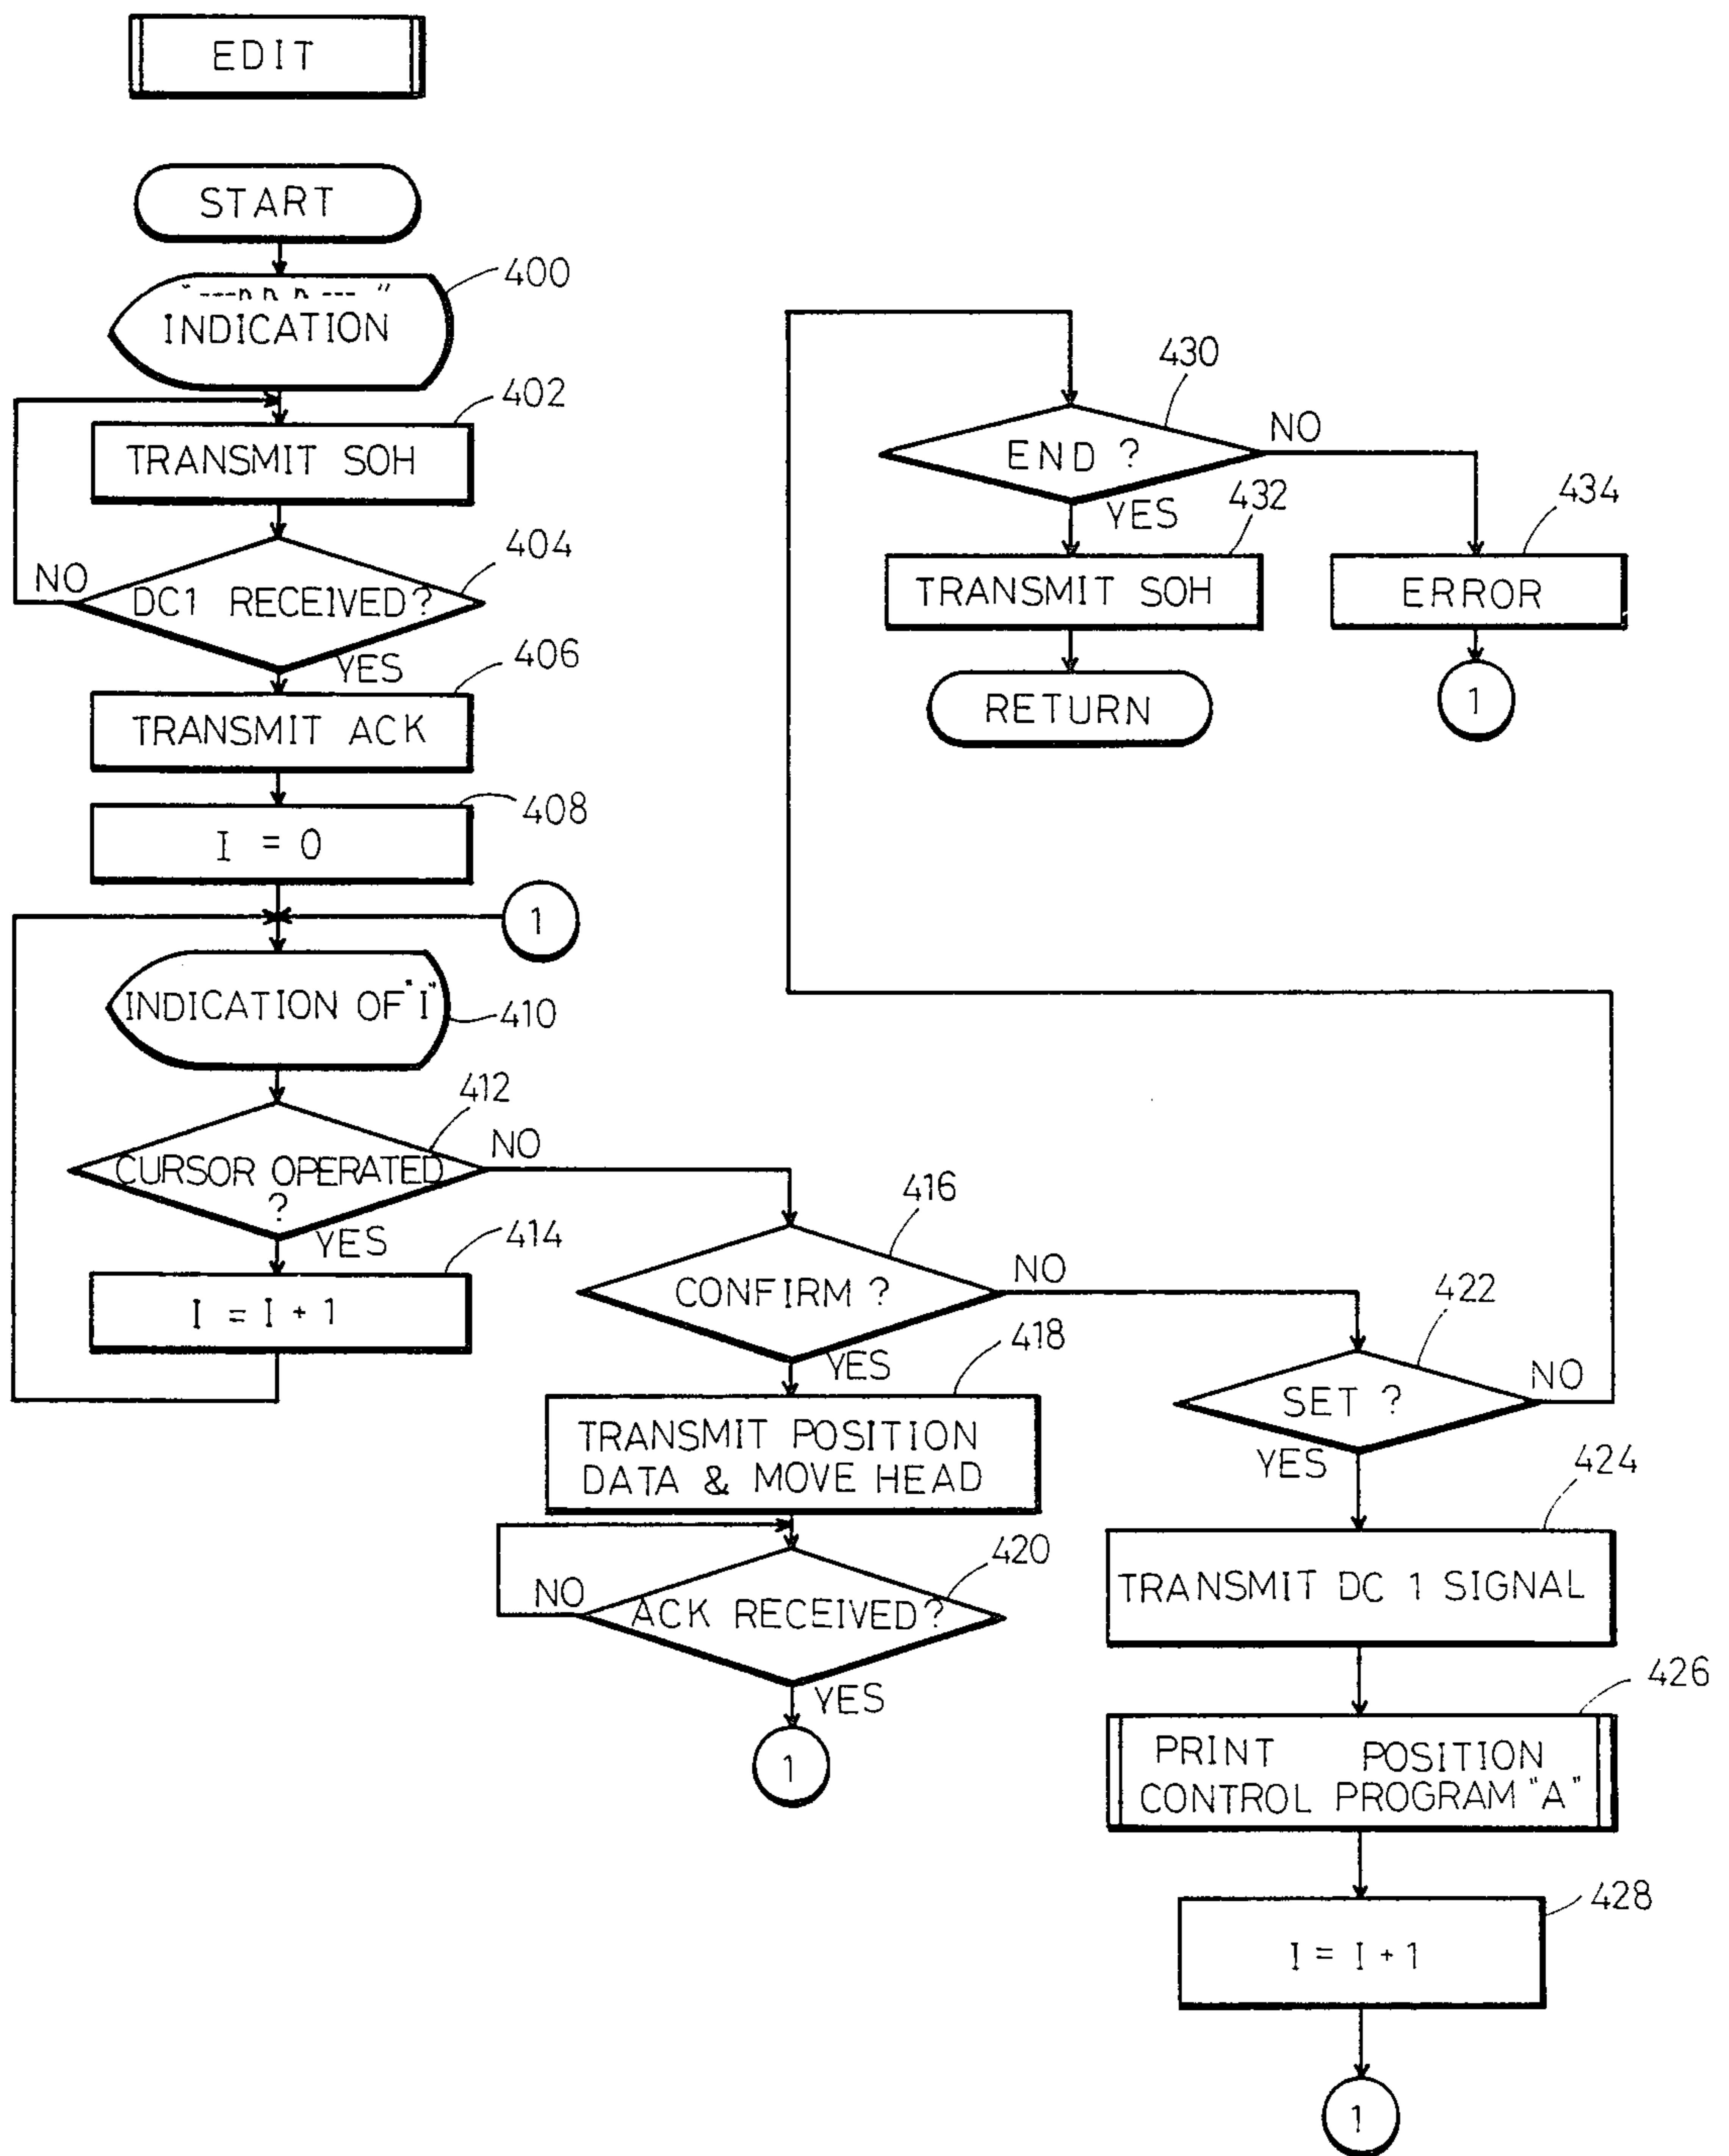 EDIT
START
400
"---n n n --- "
INDICATION
402
TRANSMIT SOH
404
NO
DC1 RECEIVED?
YES
406
TRANSMIT ACK
408
I = 0
1
INDICATION OF "I"
410
412
NO
CURSOR OPERATED
?
YES
414
I = I + 1
416
CONFIRM ?
NO
YES
418
TRANSMIT POSITION
DATA & MOVE HEAD
420
NO
ACK RECEIVED?
YES
1
422
SET ?
NO
YES
424
TRANSMIT DC 1 SIGNAL
426
PRINT POSITION
CONTROL PROGRAM "A"
428
I = I + 1
1
430
END ?
NO
YES
432
TRANSMIT SOH
RETURN
434
ERROR
1